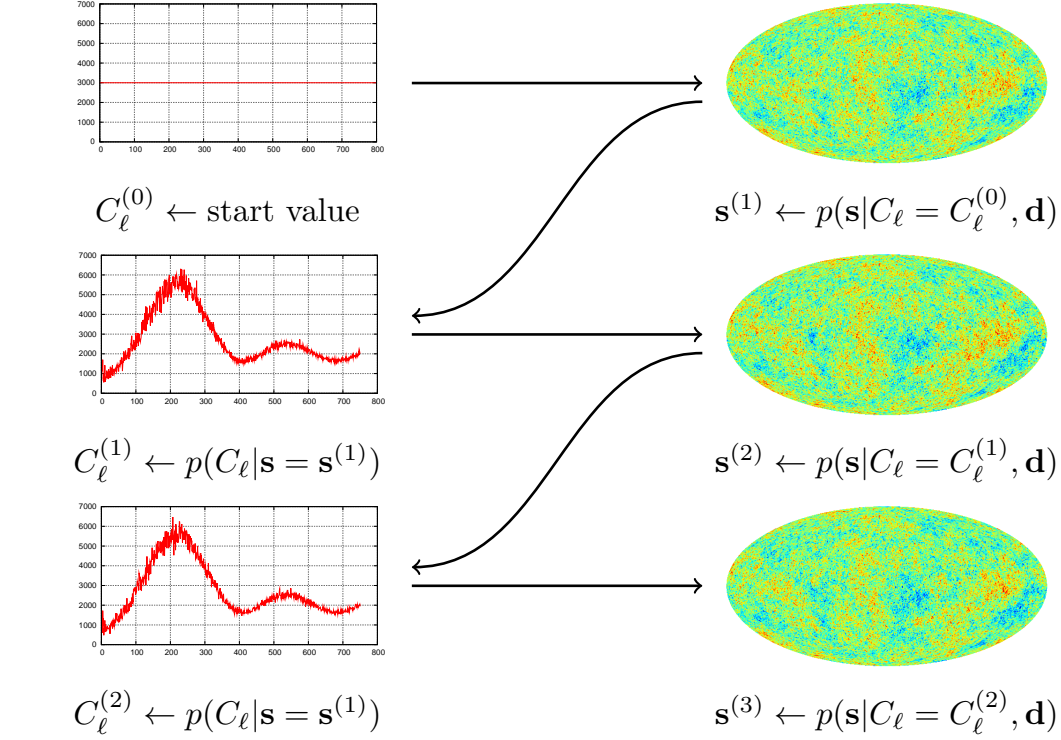 7000
6000
5000
4000
3000
2000
1000
0
0 100 200 300 400 500 600 700 800
C_ℓ^{(0)} ← start value
s^{(1)} ← p(s|C_ℓ = C_ℓ^{(0)}, d)
7000
6000
5000
4000
3000
2000
1000
0
0 100 200 300 400 500 600 700 800
C_ℓ^{(1)} ← p(C_ℓ|s = s^{(1)})
s^{(2)} ← p(s|C_ℓ = C_ℓ^{(1)}, d)
7000
6000
5000
4000
3000
2000
1000
0
0 100 200 300 400 500 600 700 800
C_ℓ^{(2)} ← p(C_ℓ|s = s^{(1)})
s^{(3)} ← p(s|C_ℓ = C_ℓ^{(2)}, d)